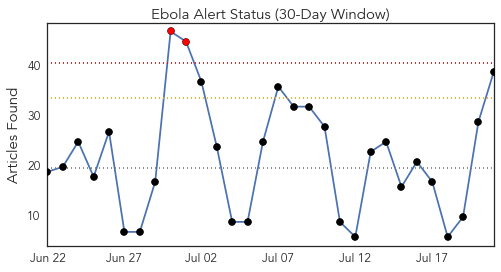 Ebola Alert Status (30-Day Window)
Articles Found
40
30
20
10
Jun 22 Jun 27 Jul 02 Jul 07 Jul 12 Jul 17